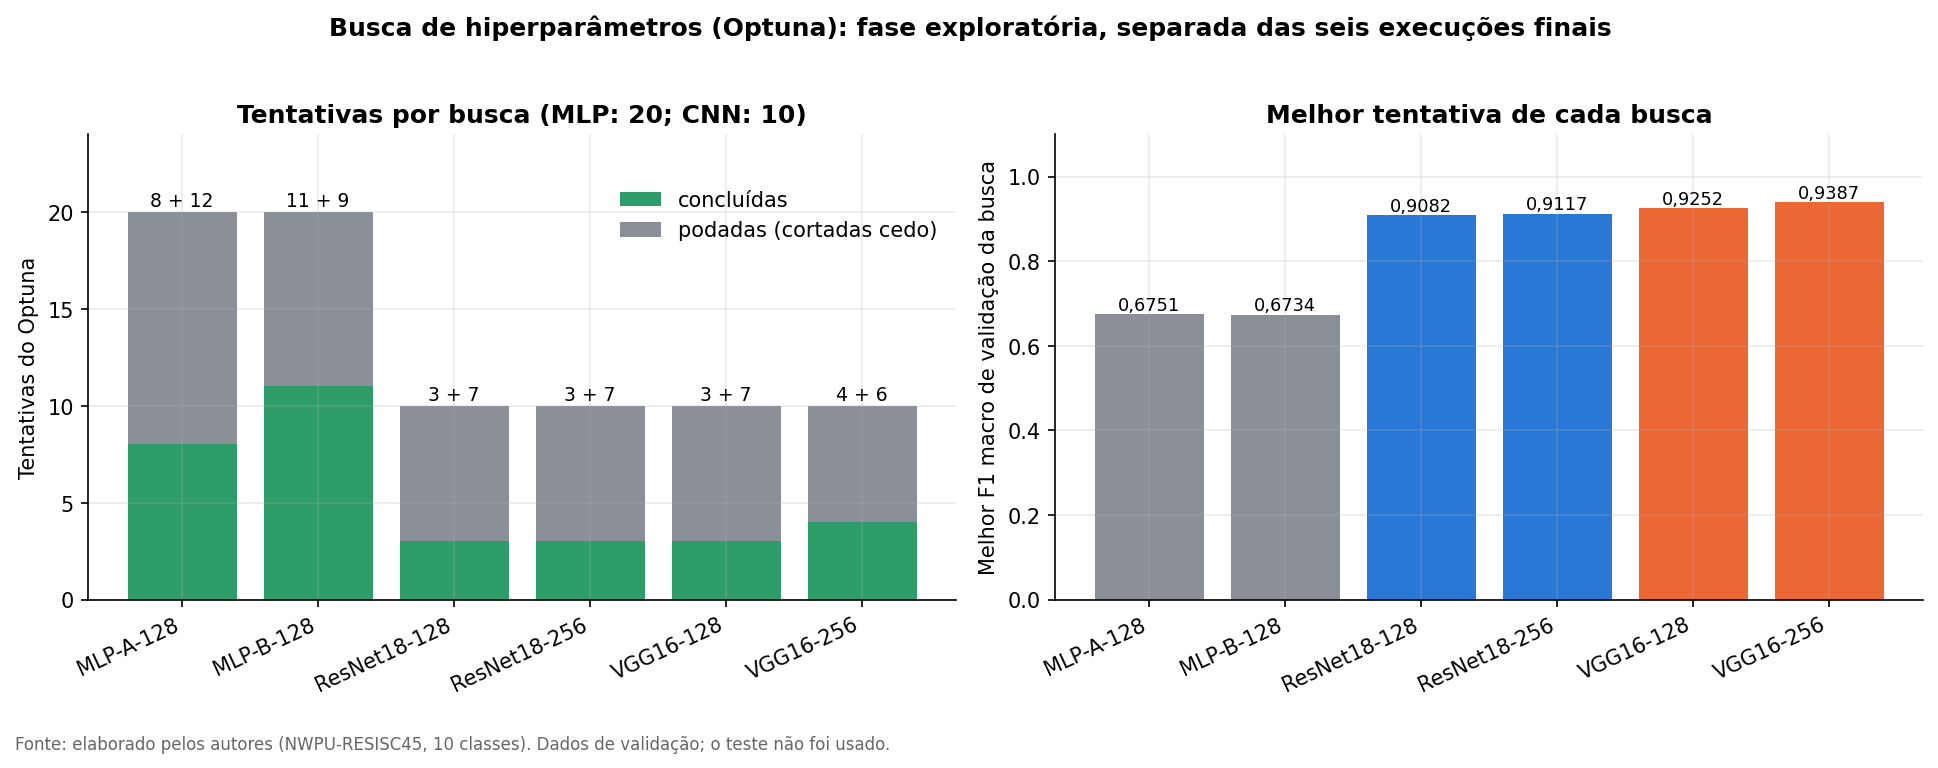 Busca de hiperparâmetros (Optuna): fase exploratória, separada das seis execuções finais
Tentativas por busca (MLP: 20; CNN: 10)
Tentativas do Optuna
20
15
10
5
0
8 + 12
11 + 9
3 + 7
3 + 7
3 + 7
4 + 6
concluídas
podadas (cortadas cedo)
MLP-A-128
MLP-B-128
ResNet18-128
ResNet18-256
VGG16-128
VGG16-256
Melhor tentativa de cada busca
Melhor F1 macro de validação da busca
1.0
0.8
0.6
0.4
0.2
0.0
0,6751
0,6734
0,9082
0,9117
0,9252
0,9387
MLP-A-128
MLP-B-128
ResNet18-128
ResNet18-256
VGG16-128
VGG16-256
Fonte: elaborado pelos autores (NWPU-RESISC45, 10 classes). Dados de validação; o teste não foi usado.